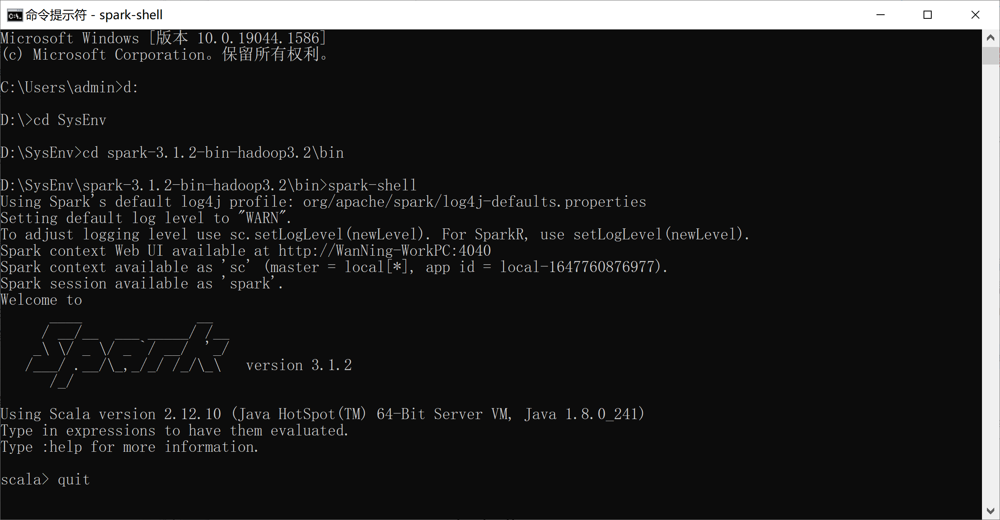 命令提示符 - spark-shell
Microsoft Windows [版本 10.0.19044.1586]
(c) Microsoft Corporation。保留所有权利。
C:\Users\admin>d:
D:\>cd SysEnv
D:\SysEnv>cd spark-3.1.2-bin-hadoop3.2\bin
D:\SysEnv\spark-3.1.2-bin-hadoop3.2\bin>spark-shell
Using Spark's default log4j profile: org/apache/spark/log4j-defaults.properties
Setting default log level to "WARN".
To adjust logging level use sc.setLogLevel(newLevel). For SparkR, use setLogLevel(newLevel).
Spark context Web UI available at http://WanNing-WorkPC:4040
Spark context available as 'sc' (master = local[*], app id = local-1647760876977).
Spark session available as 'spark'.
Welcome to
      ____              __
     / __/__  ___ _____/ /__
    _\ \/ _ \/ _ `/ __/  '_/
   /___/ .__/\_,_/_/ /_/\_\   version 3.1.2
      /_/
Using Scala version 2.12.10 (Java HotSpot(TM) 64-Bit Server VM, Java 1.8.0_241)
Type in expressions to have them evaluated.
Type :help for more information.
scala> quit